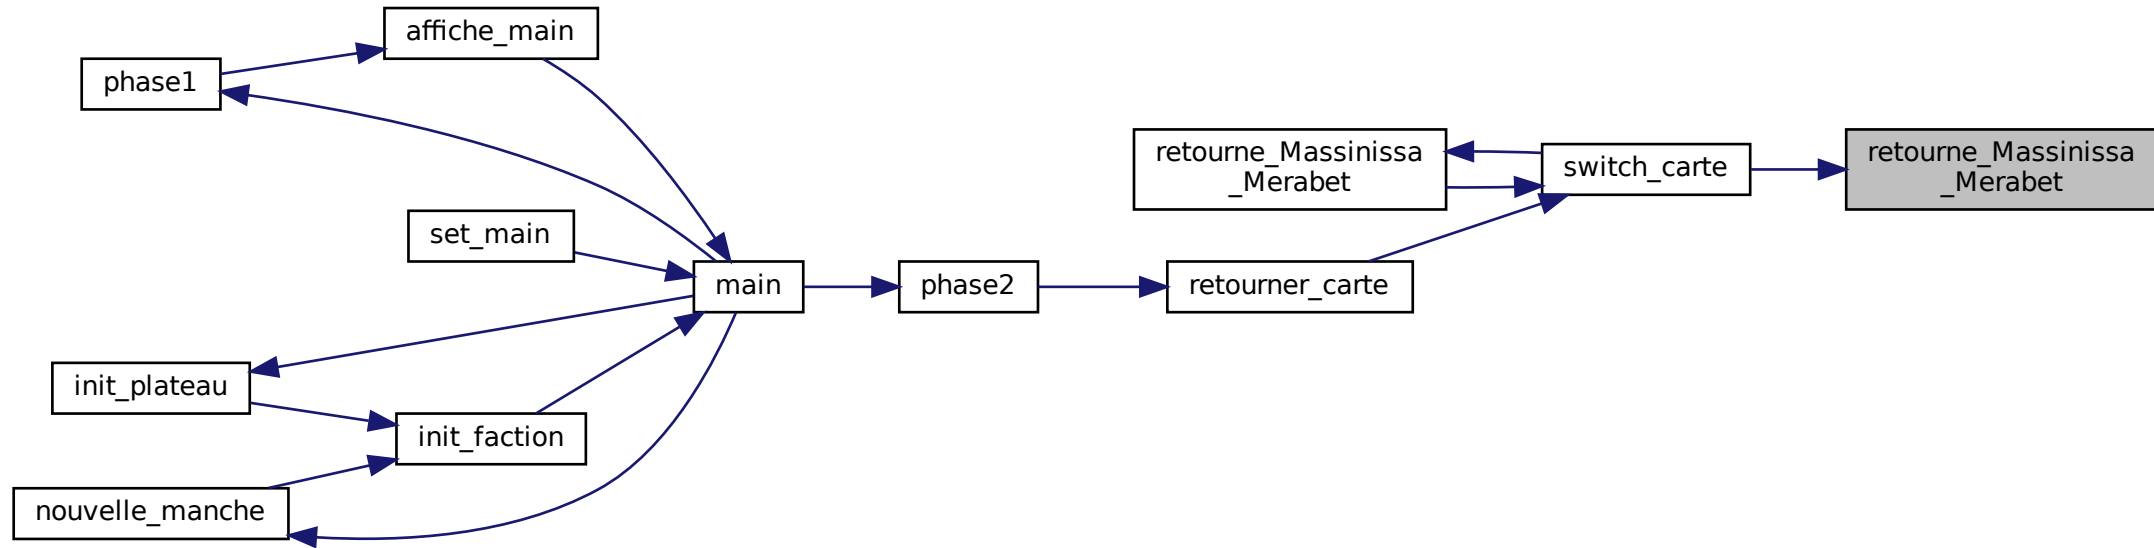 affiche_main
phase1
retourne_Massinissa
_Merabet
switch_carte
retourne_Massinissa
_Merabet
set_main
main
phase2
retourner_carte
init_plateau
init_faction
nouvelle_manche